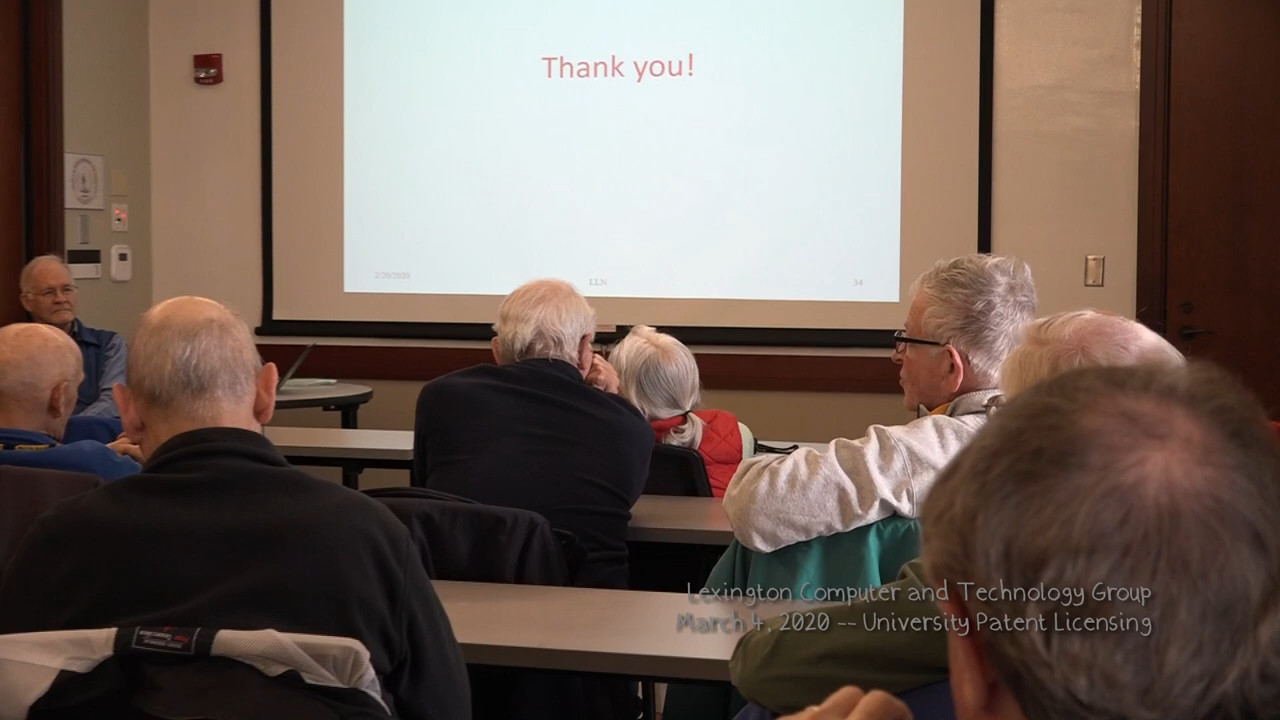 Thank you!
2/20/2020 LLN 34
Lexington Computer and Technology Group
March 4, 2020 -- University Patent Licensing